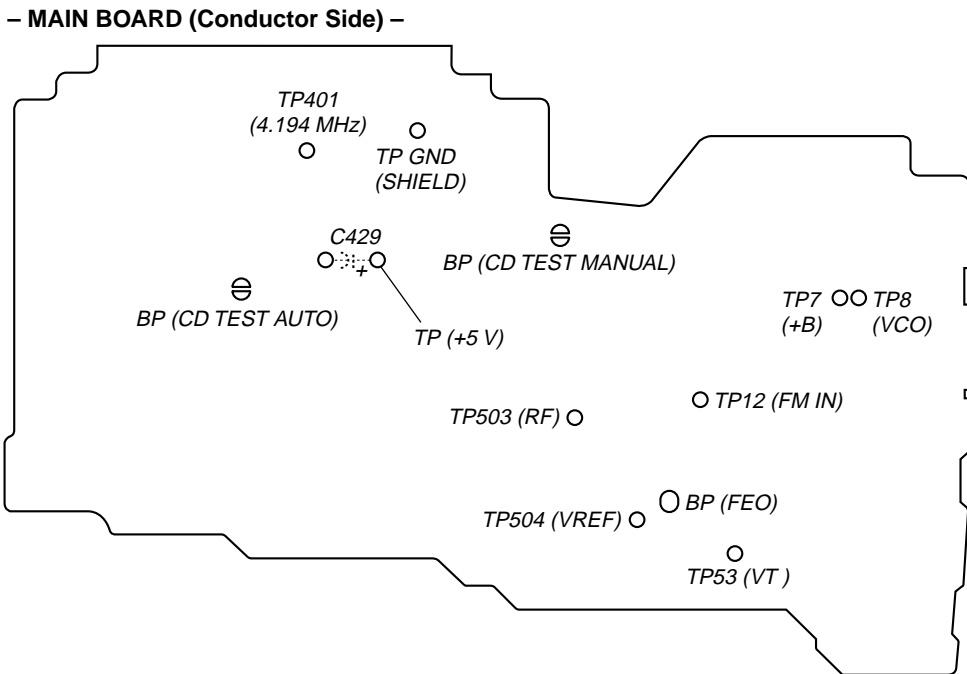 – MAIN BOARD (Conductor Side) –
TP401
(4.194 MHz)
TP GND
(SHIELD)
C429
+
BP (CD TEST MANUAL)
BP (CD TEST AUTO)
TP (+5 V)
TP7
(+B)
TP8
(VCO)
TP12 (FM IN)
TP503 (RF)
BP (FEO)
TP504 (VREF)
TP53 (VT )